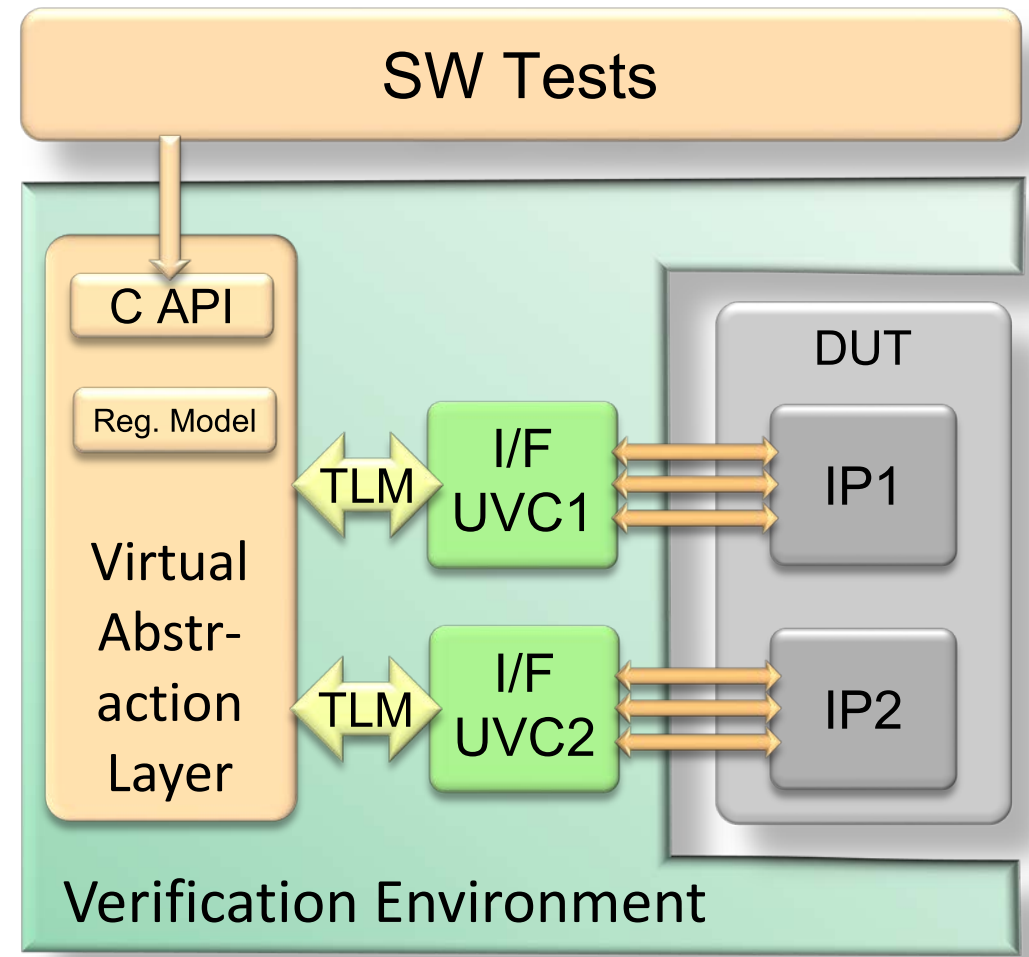 SW Tests
C API
Reg. Model
Virtual
Abstr-
action
Layer
TLM
I/F
UVC1
TLM
I/F
UVC2
DUT
IP1
IP2
Verification Environment